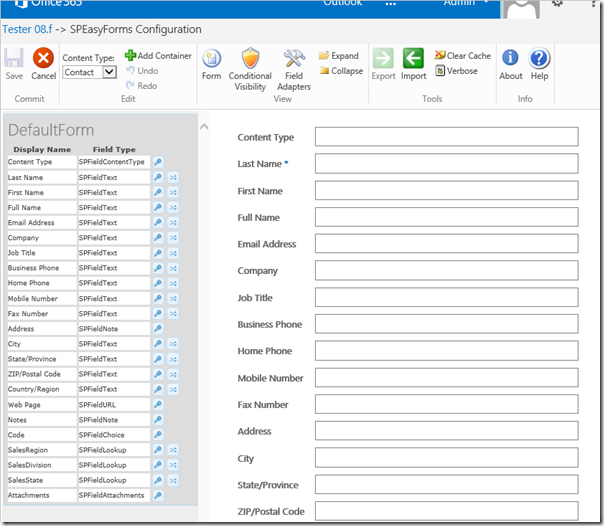 Office 365 Outlook ... Admin
Tester 08.f -> SPEasyForms Configuration
Save Cancel Content Type: Contact Add Container Undo Redo Form Conditional Visibility Field Adapters Expand Collapse Export Import Clear Cache Verbose About Help
Commit Edit View Tools Info
DefaultForm
Display Name Field Type
Content Type SPFieldContentType
Last Name SPFieldText
First Name SPFieldText
Full Name SPFieldText
Email Address SPFieldText
Company SPFieldText
Job Title SPFieldText
Business Phone SPFieldText
Home Phone SPFieldText
Mobile Number SPFieldText
Fax Number SPFieldText
Address SPFieldNote
City SPFieldText
State/Province SPFieldText
ZIP/Postal Code SPFieldText
Country/Region SPFieldText
Web Page SPFieldURL
Notes SPFieldNote
Code SPFieldChoice
SalesRegion SPFieldLookup
SalesDivision SPFieldLookup
SalesState SPFieldLookup
Attachments SPFieldAttachments
Content Type
Last Name *
First Name
Full Name
Email Address
Company
Job Title
Business Phone
Home Phone
Mobile Number
Fax Number
Address
City
State/Province
ZIP/Postal Code